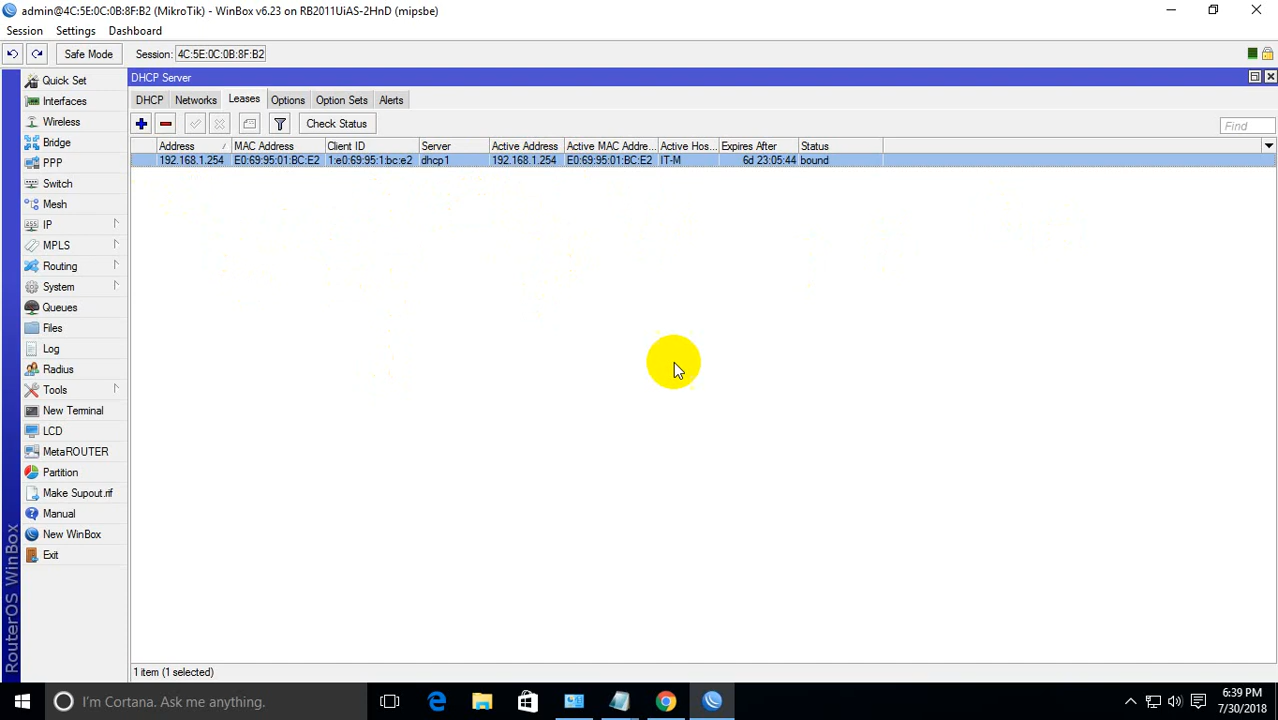 admin@4C:5E:0C:0B:8F:B2 (MikroTik) - WinBox v6.23 on RB2011UiAS-2HnD (mipsbe)
Session Settings Dashboard
Safe Mode Session: 4C:5E:0C:0B:8F:B2
DHCP Server
DHCP Networks Leases Options Option Sets Alerts
Check Status Find
Address MAC Address Client ID Server Active Address Active MAC Addre... Active Hos... Expires After Status
192.168.1.254 E0:69:95:01:BC:E2 1:e0:69:95:1:bc:e2 dhcp1 192.168.1.254 E0:69:95:01:BC:E2 IT-M 6d 23:05:44 bound
Quick Set
Interfaces
Wireless
Bridge
PPP
Switch
Mesh
IP
MPLS
Routing
System
Queues
Files
Log
Radius
Tools
New Terminal
LCD
MetaROUTER
Partition
Make Supout.rif
Manual
New WinBox
Exit
RouterOS WinBox
1 item (1 selected)
I'm Cortana. Ask me anything.
6:39 PM
7/30/2018